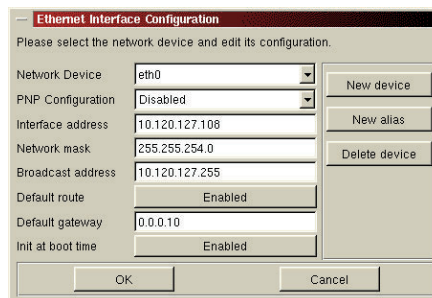 Ethernet Interface Configuration
Please select the network device and edit its configuration.
Network Device eth0
PNP Configuration Disabled
Interface address 10.120.127.108
Network mask 255.255.254.0
Broadcast address 10.120.127.255
Default route Enabled
Default gateway 0.0.0.10
Init at boot time Enabled
New device
New alias
Delete device
OK Cancel